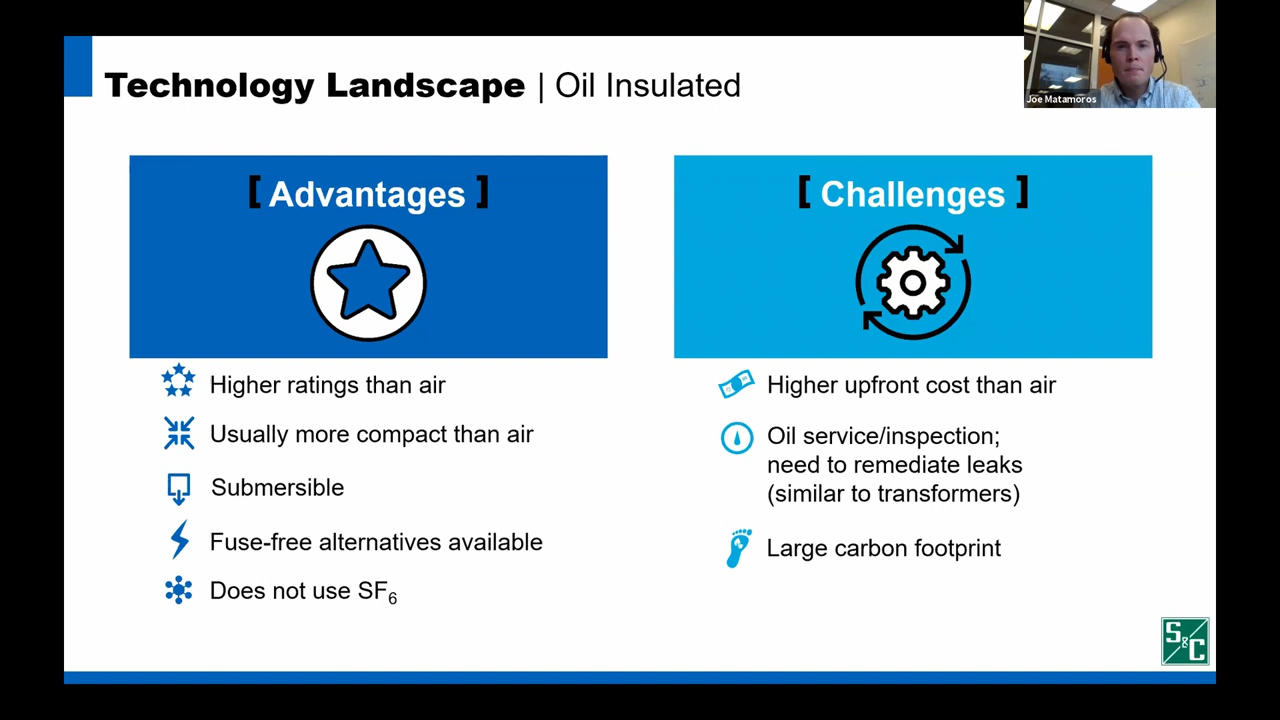 Technology Landscape | Oil Insulated
Joe Matamoros
[ Advantages ]
Higher ratings than air
Usually more compact than air
Submersible
Fuse-free alternatives available
Does not use SF6
[ Challenges ]
Higher upfront cost than air
Oil service/inspection;
need to remediate leaks
(similar to transformers)
Large carbon footprint
S&C